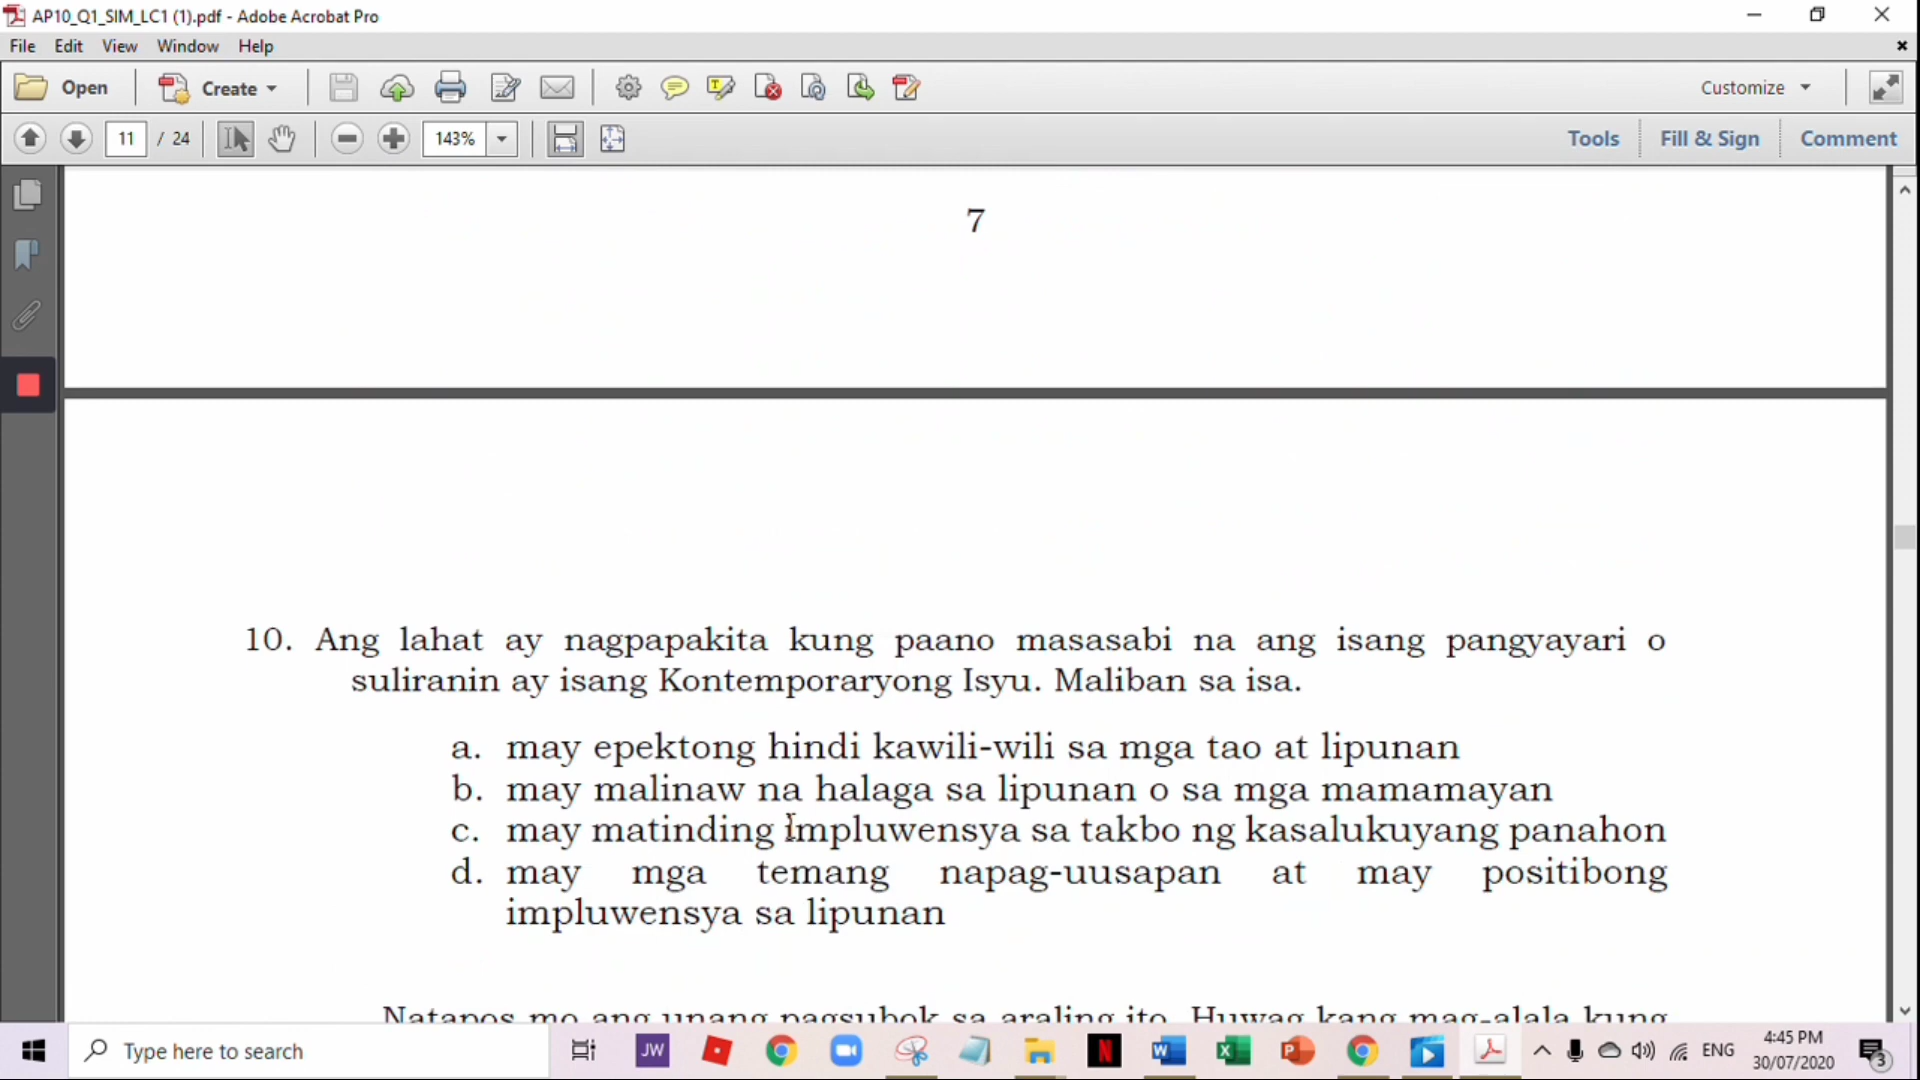 AP10_Q1_SIM_LC1 (1).pdf - Adobe Acrobat Pro
File Edit View Window Help
Open Create Customize
11 / 24 143% Tools Fill & Sign Comment
7
10. Ang lahat ay nagpapakita kung paano masasabi na ang isang pangyayari o
suliranin ay isang Kontemporaryong Isyu. Maliban sa isa.
a. may epektong hindi kawili-wili sa mga tao at lipunan
b. may malinaw na halaga sa lipunan o sa mga mamamayan
c. may matinding impluwensya sa takbo ng kasalukuyang panahon
d. may mga temang napag-uusapan at may positibong
impluwensya sa lipunan
Natapos mo ang unang pagsubok sa araling ito. Huwag kang mag-alala kung
Type here to search
JW
N
ENG
4:45 PM
30/07/2020
3